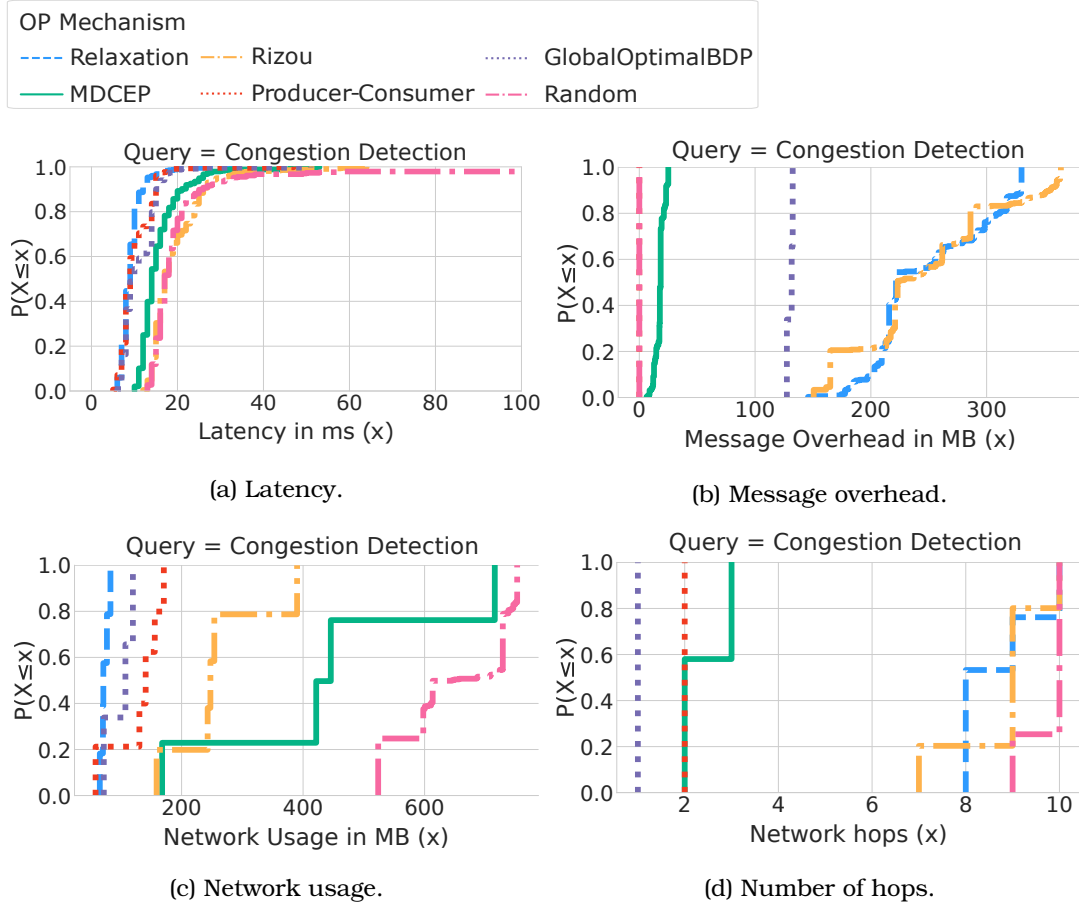 OP Mechanism
Relaxation Rizou GlobalOptimalBDP
MDCEP Producer-Consumer Random
Query = Congestion Detection
1.0
0.8
0.6
0.4
0.2
0.0
P(X≤x)
0 20 40 60 80 100
Latency in ms (x)
(a) Latency.
Query = Congestion Detection
1.0
0.8
0.6
0.4
0.2
0.0
P(X≤x)
0 100 200 300
Message Overhead in MB (x)
(b) Message overhead.
Query = Congestion Detection
1.0
0.8
0.6
0.4
0.2
0.0
P(X≤x)
200 400 600
Network Usage in MB (x)
(c) Network usage.
Query = Congestion Detection
1.0
0.8
0.6
0.4
0.2
0.0
P(X≤x)
2 4 6 8 10
Network hops (x)
(d) Number of hops.